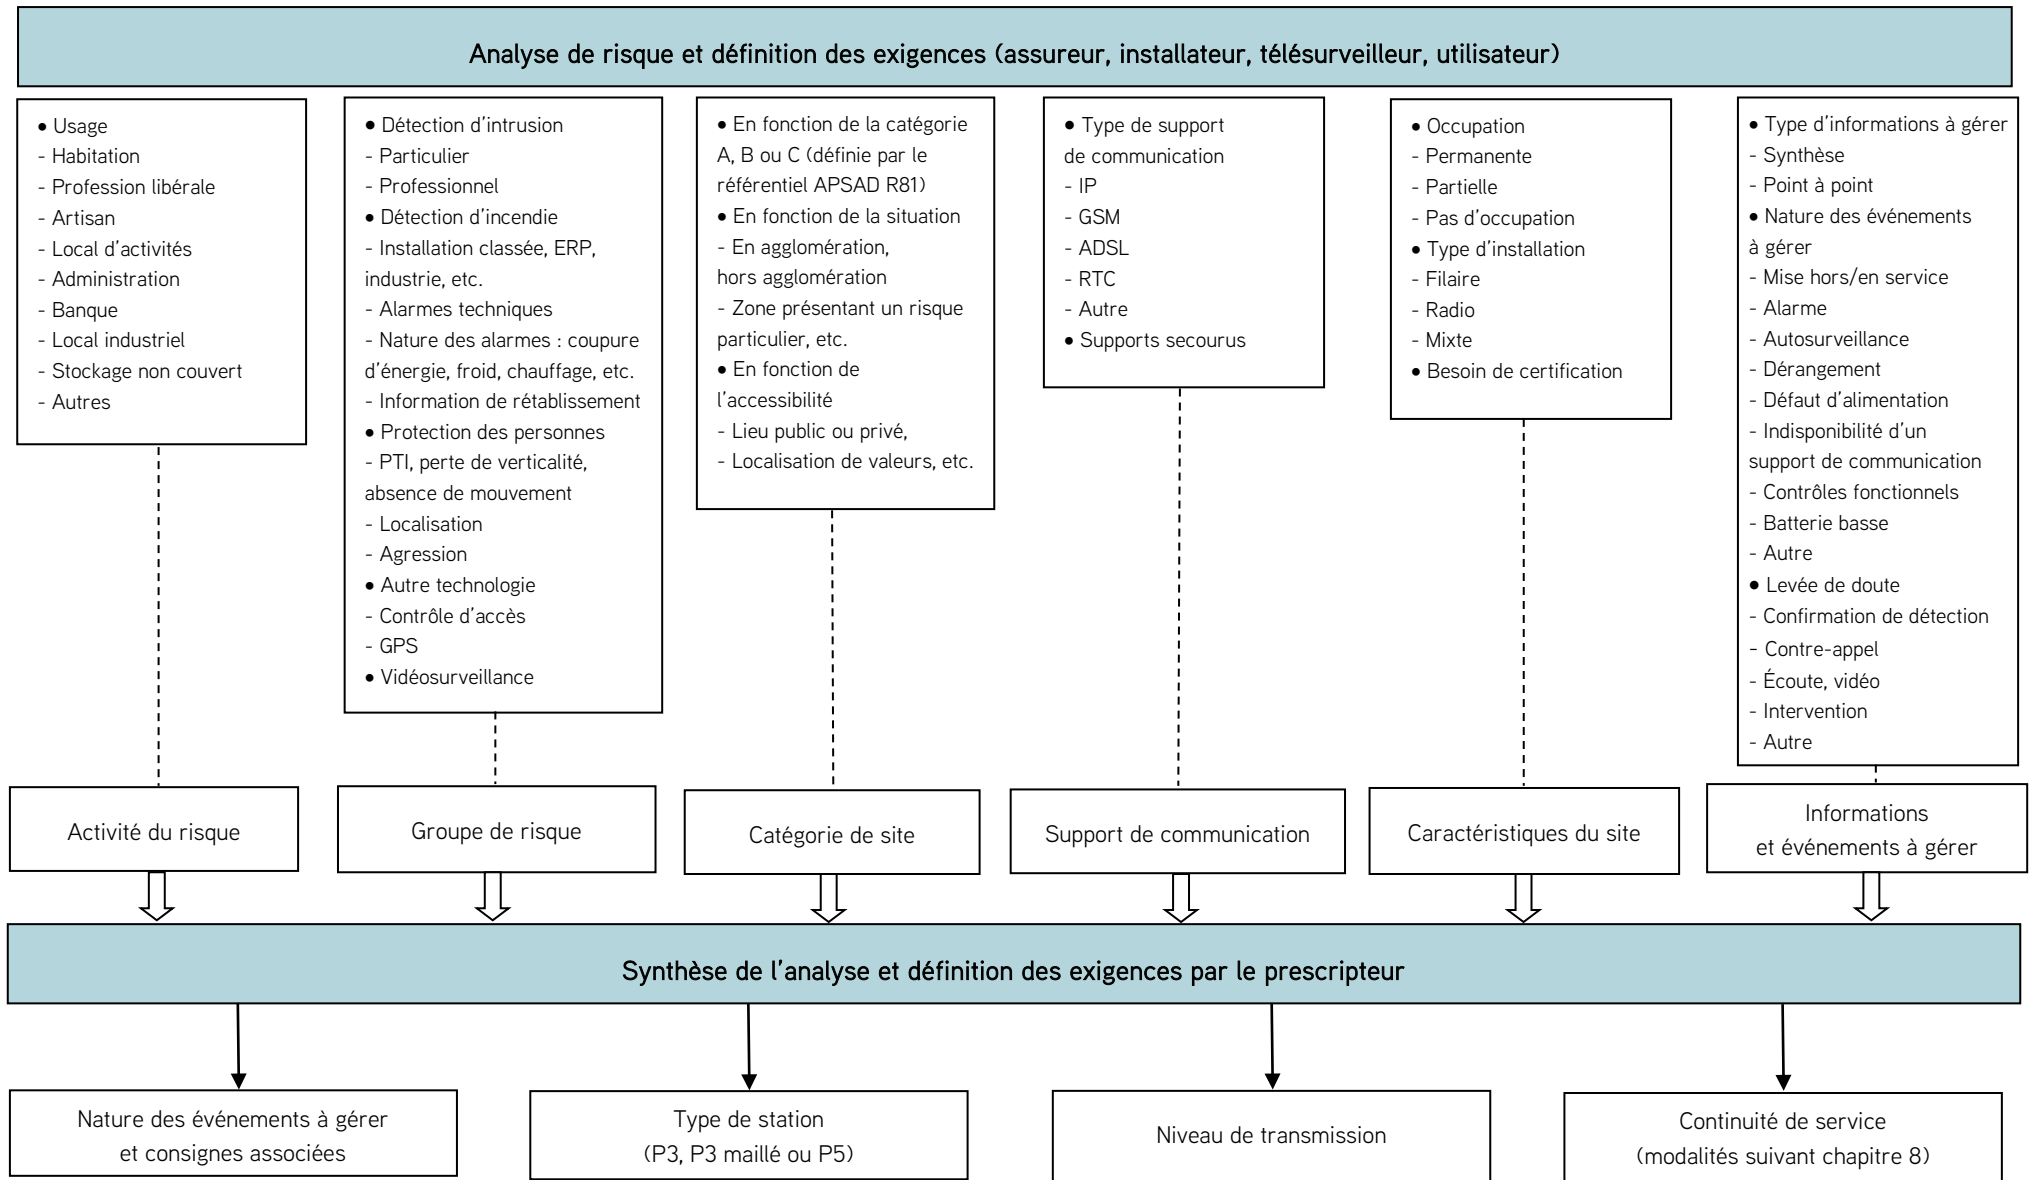 Analyse de risque et définition des exigences (assureur, installateur, télésurveilleur, utilisateur)
• Usage
- Habitation
- Profession libérale
- Artisan
- Local d'activités
- Administration
- Banque
- Local industriel
- Stockage non couvert
- Autres
• Détection d'intrusion
- Particulier
- Professionnel
• Détection d'incendie
- Installation classée, ERP,
industrie, etc.
- Alarmes techniques
- Nature des alarmes : coupure
d'énergie, froid, chauffage, etc.
- Information de rétablissement
• Protection des personnes
- PTI, perte de verticalité,
absence de mouvement
- Localisation
- Agression
• Autre technologie
- Contrôle d'accès
- GPS
• Vidéosurveillance
• En fonction de la catégorie
A, B ou C (définie par le
référentiel APSAD R81)
• En fonction de la situation
- En agglomération,
hors agglomération
- Zone présentant un risque
particulier, etc.
• En fonction de
l'accessibilité
- Lieu public ou privé,
- Localisation de valeurs, etc.
• Type de support
de communication
- IP
- GSM
- ADSL
- RTC
- Autre
• Supports secourus
• Occupation
- Permanente
- Partielle
- Pas d'occupation
• Type d'installation
- Filaire
- Radio
- Mixte
• Besoin de certification
• Type d'informations à gérer
- Synthèse
- Point à point
• Nature des événements
à gérer
- Mise hors/en service
- Alarme
- Autosurveillance
- Dérangement
- Défaut d'alimentation
- Indisponibilité d'un
support de communication
- Contrôles fonctionnels
- Batterie basse
- Autre
• Levée de doute
- Confirmation de détection
- Contre-appel
- Écoute, vidéo
- Intervention
- Autre
Activité du risque
Groupe de risque
Catégorie de site
Support de communication
Caractéristiques du site
Informations
et événements à gérer
Synthèse de l'analyse et définition des exigences par le prescripteur
Nature des événements à gérer
et consignes associées
Type de station
(P3, P3 maillé ou P5)
Niveau de transmission
Continuité de service
(modalités suivant chapitre 8)